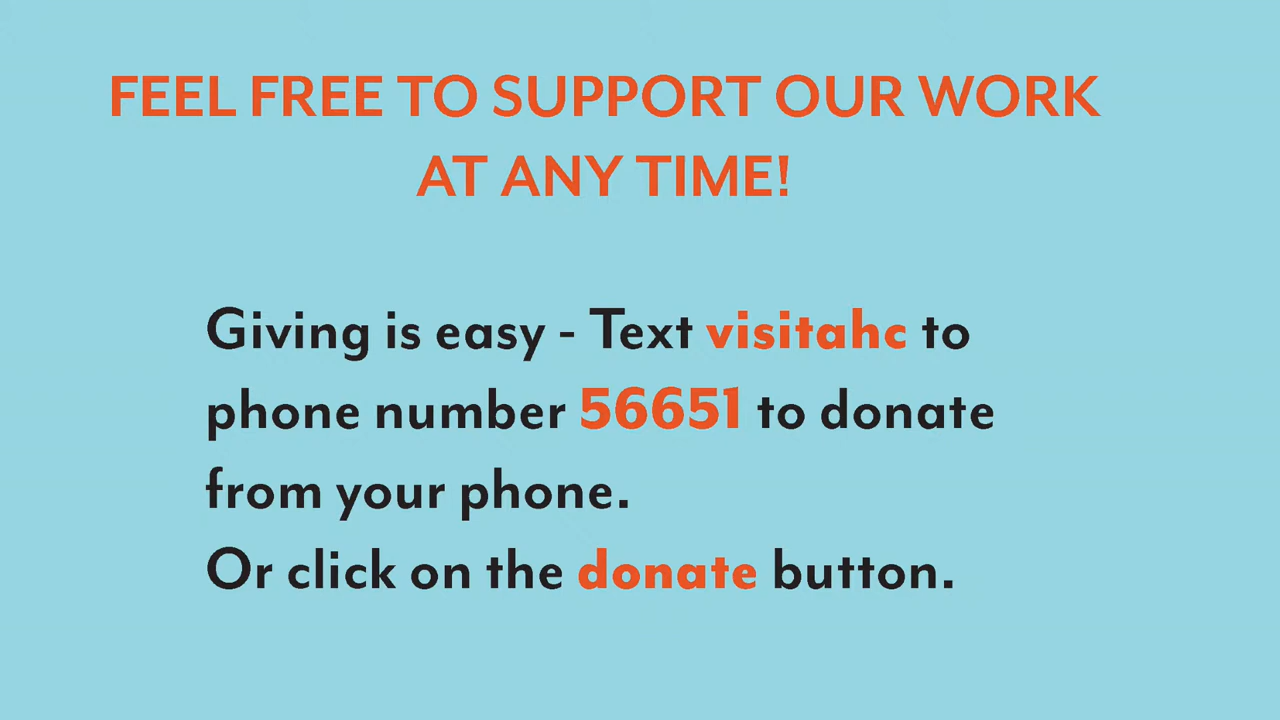 FEEL FREE TO SUPPORT OUR WORK
AT ANY TIME!
Giving is easy - Text visitahc to
phone number 56651 to donate
from your phone.
Or click on the donate button.